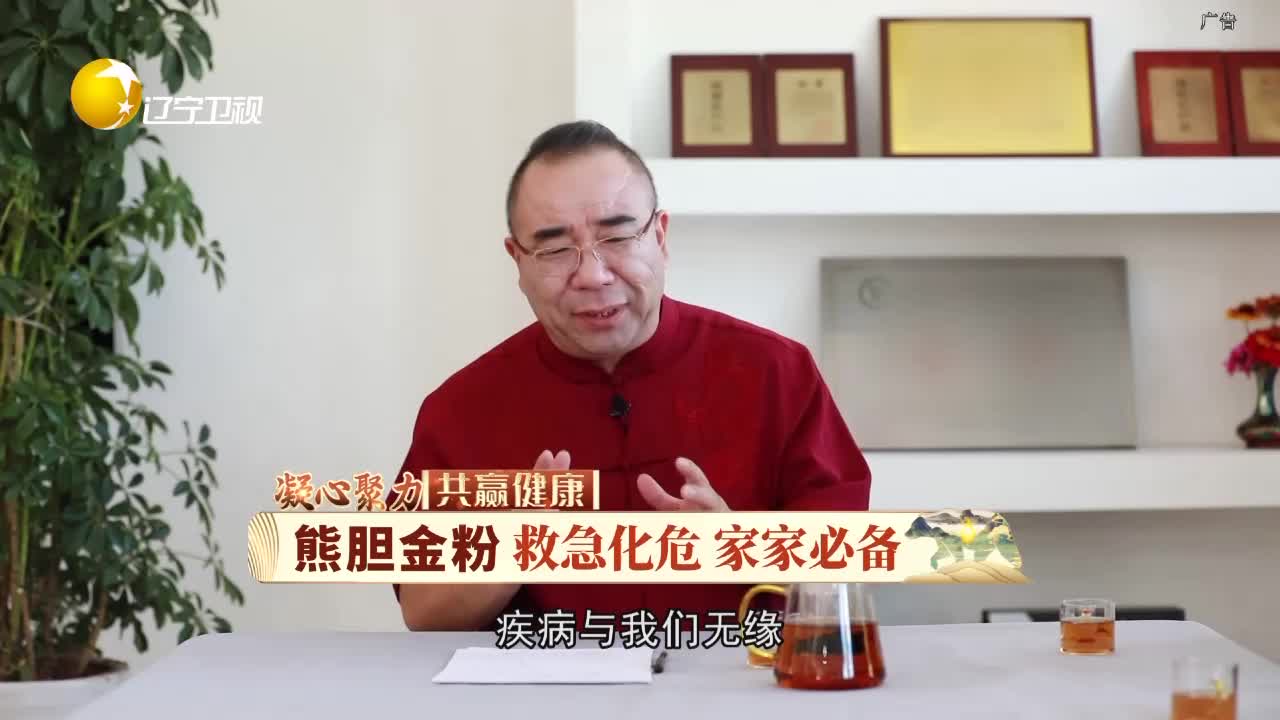 广告
辽宁卫视
凝心聚力 共赢健康
熊胆金粉 救急化危 家家必备
疾病与我们无缘